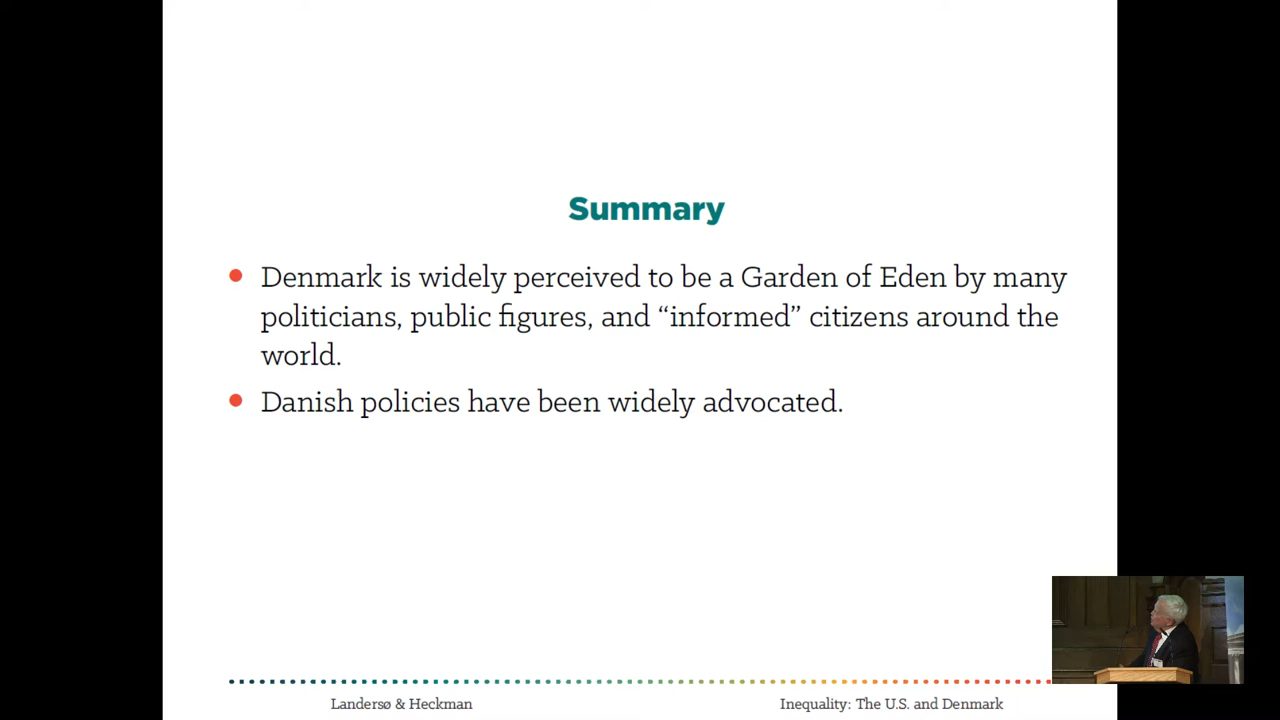 Summary
Denmark is widely perceived to be a Garden of Eden by many
politicians, public figures, and “informed” citizens around the
world.
Danish policies have been widely advocated.
Landersø & Heckman
Inequality: The U.S. and Denmark